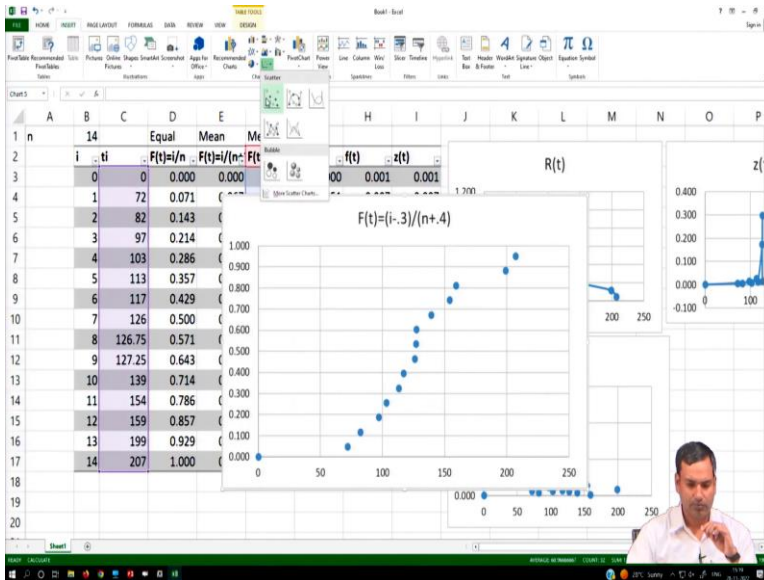 TABLE TOOLS
Book1 - Excel
FILE HOME INSERT PAGE LAYOUT FORMULAS DATA REVIEW VIEW DESIGN
Sign in
PivotTable Recommended PivotTables Table Pictures Online Pictures Shapes SmartArt Screenshot Apps for Office Recommended Charts PivotChart Power View Line Column Win/Loss Slicer Timeline Hyperlink Text Box Header & Footer WordArt Signature Line Object Equation Symbol
Tables Illustrations Apps Sparklines Filters Links Text Symbols
Chart 5
Scatter
Bubble
More Scatter Charts...
A B C D E H I J K L M N O P
1 n 14 Equal Mean Me
2 i ti F(t)=i/n F(t)=i/(n+ F(t f(t) z(t)
3 0 0 0.000 0.000 0.001 0.001
4 1 72 0.071
5 2 82 0.143
6 3 97 0.214
7 4 103 0.286
8 5 113 0.357
9 6 117 0.429
10 7 126 0.500
11 8 126.75 0.571
12 9 127.25 0.643
13 10 139 0.714
14 11 154 0.786
15 12 159 0.857
16 13 199 0.929
17 14 207 1.000
18
19
20
F(t)=(i-.3)/(n+.4)
1.000
0.900
0.800
0.700
0.600
0.500
0.400
0.300
0.200
0.100
0.000
0 50 100 150 200 250
R(t)
1.200
200 250
z(
0.400
0.300
0.200
0.100
0.000
-0.100
0 100
0.000
0 50 100 150 200 250
Sheet1
READY CALCULATE
COUNT: 32
20°C Sunny
ENG